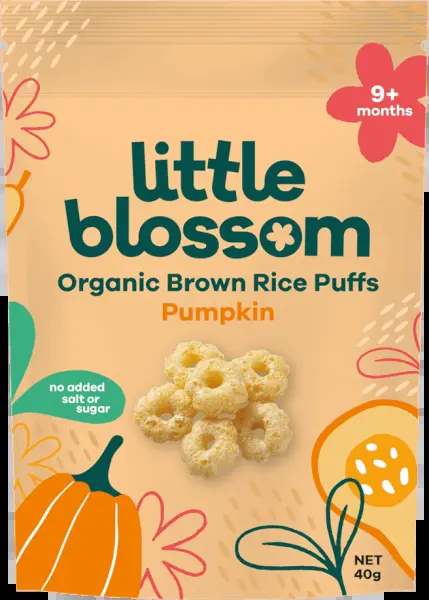 9+
months
little
blossom
Organic Brown Rice Puffs
Pumpkin
no added
salt or
sugar
NET
40g